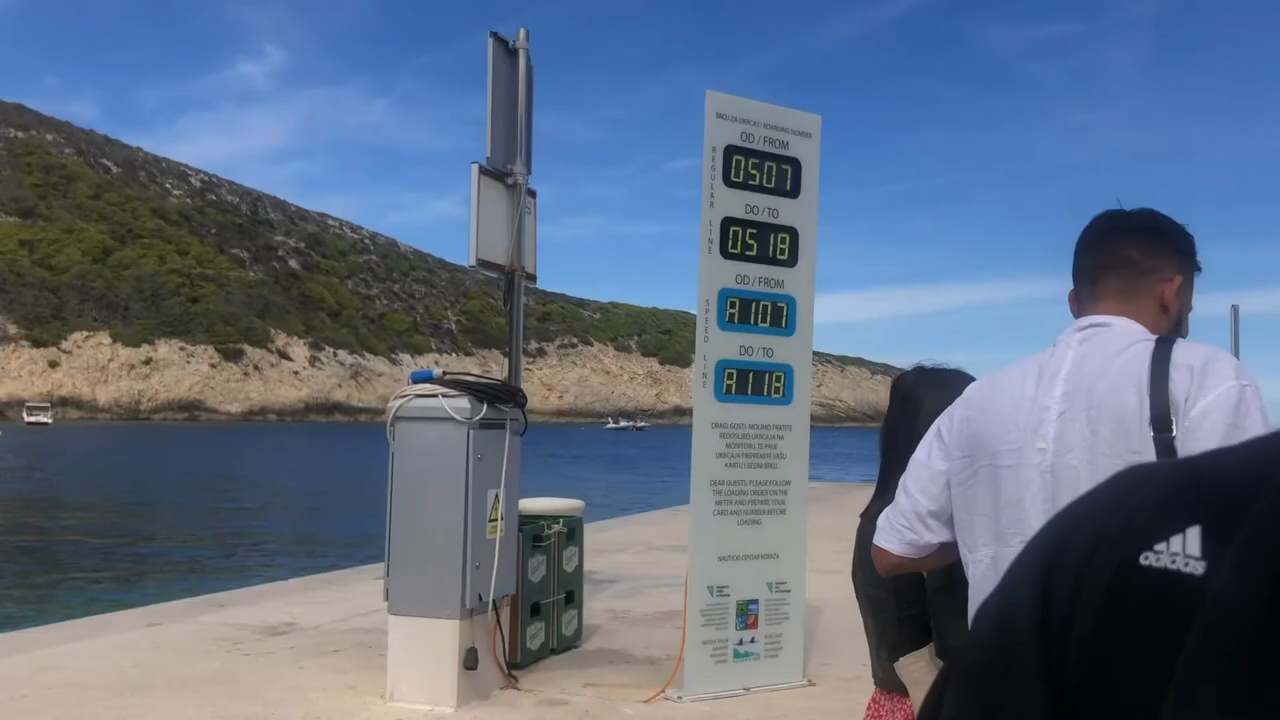 BROJ ZA UKRCAJ / BOARDING NUMBER
OD / FROM
REGULAR LINE
0507
DO / TO
0518
OD / FROM
SPEED LINE
A107
DO / TO
A118
DRAGI GOSTI, MOLIMO PRATITE
REDOSLIJED UKRCAJA NA
MONITORU, TE PRIJE
UKRCAJA PRIPREMITE VAŠU
KARTU I REDNI BROJ.
DEAR GUESTS, PLEASE FOLLOW
THE LOADING ORDER ON THE
METER AND PREPARE YOUR
CARD AND NUMBER BEFORE
LOADING.
NAUTIČKI CENTAR KOMIŽA
adidas